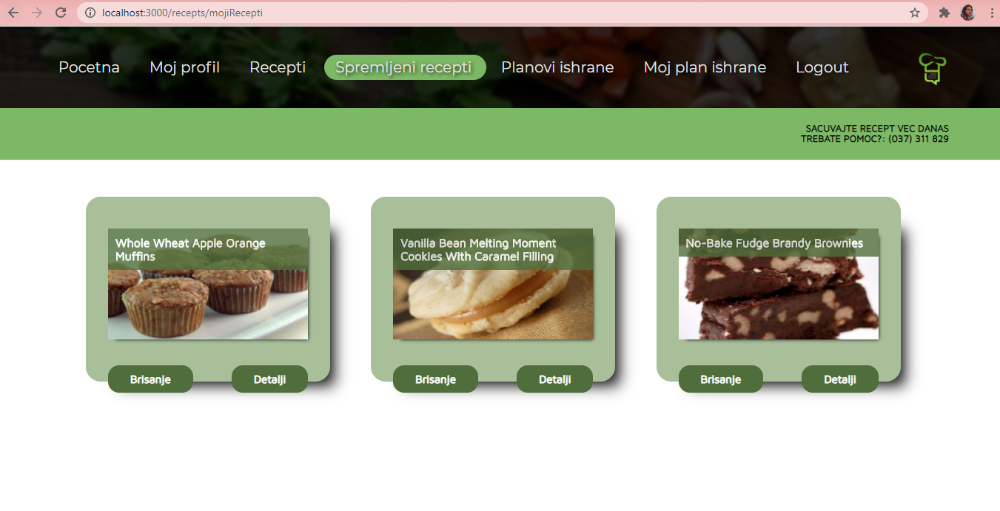 localhost:3000/recepts/mojiRecepti
Pocetna Moj profil Recepti Spremljeni recepti Planovi ishrane Moj plan ishrane Logout
SACUVAJTE RECEPT VEC DANAS
TREBATE POMOC?: (037) 311 829
Whole Wheat Apple Orange
Muffins
Brisanje Detalji
Vanilla Bean Melting Moment
Cookies With Caramel Filling
Brisanje Detalji
No-Bake Fudge Brandy Brownies
Brisanje Detalji